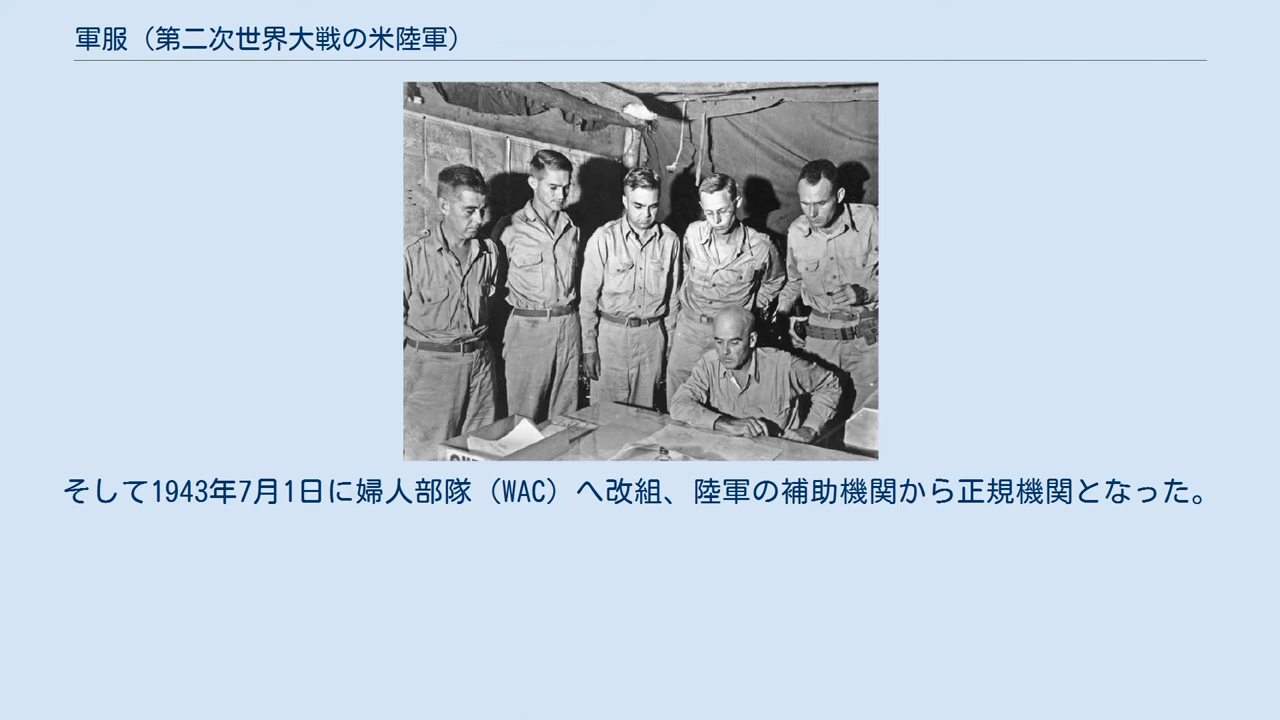 軍服（第二次世界大戦の米陸軍）
そして1943年7月1日に婦人部隊（WAC）へ改組、陸軍の補助機関から正規機関となった。